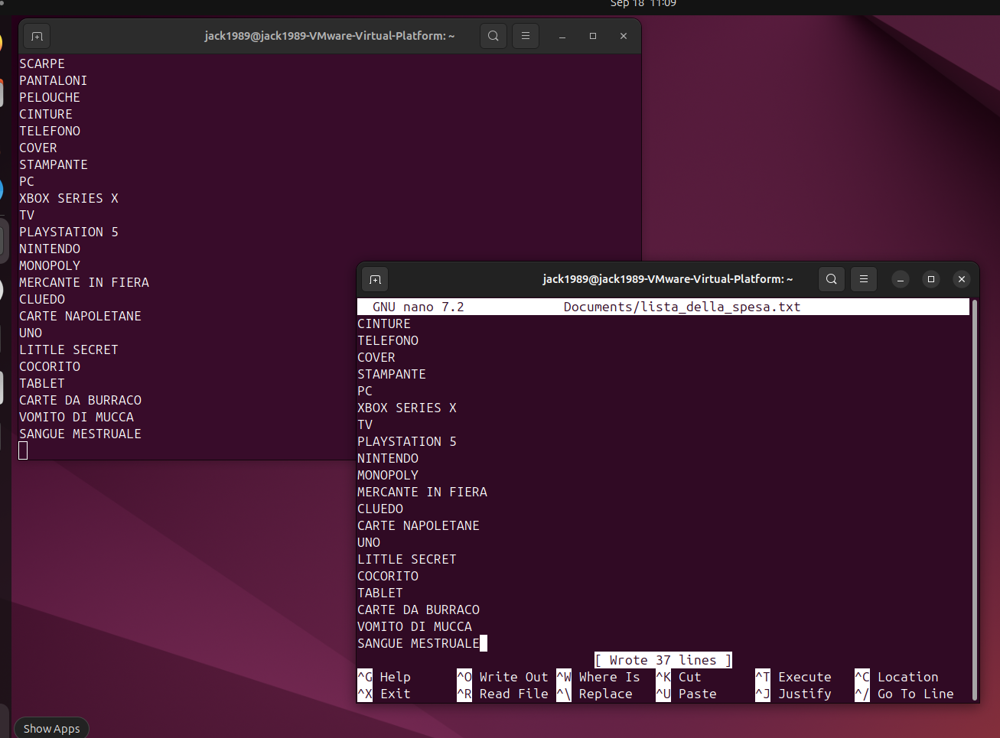 Sep 18 11:09
jack1989@jack1989-VMware-Virtual-Platform: ~
SCARPE
PANTALONI
PELOUCHE
CINTURE
TELEFONO
COVER
STAMPANTE
PC
XBOX SERIES X
TV
PLAYSTATION 5
NINTENDO
MONOPOLY
MERCANTE IN FIERA
CLUEDO
CARTE NAPOLETANE
UNO
LITTLE SECRET
COCORITO
TABLET
CARTE DA BURRACO
VOMITO DI MUCCA
SANGUE MESTRUALE
jack1989@jack1989-VMware-Virtual-Platform: ~
GNU nano 7.2 Documents/lista_della_spesa.txt
CINTURE
TELEFONO
COVER
STAMPANTE
PC
XBOX SERIES X
TV
PLAYSTATION 5
NINTENDO
MONOPOLY
MERCANTE IN FIERA
CLUEDO
CARTE NAPOLETANE
UNO
LITTLE SECRET
COCORITO
TABLET
CARTE DA BURRACO
VOMITO DI MUCCA
SANGUE MESTRUALE
[ Wrote 37 lines ]
^G Help ^O Write Out ^W Where Is ^K Cut ^T Execute ^C Location
^X Exit ^R Read File ^\ Replace ^U Paste ^J Justify ^/ Go To Line
Show Apps